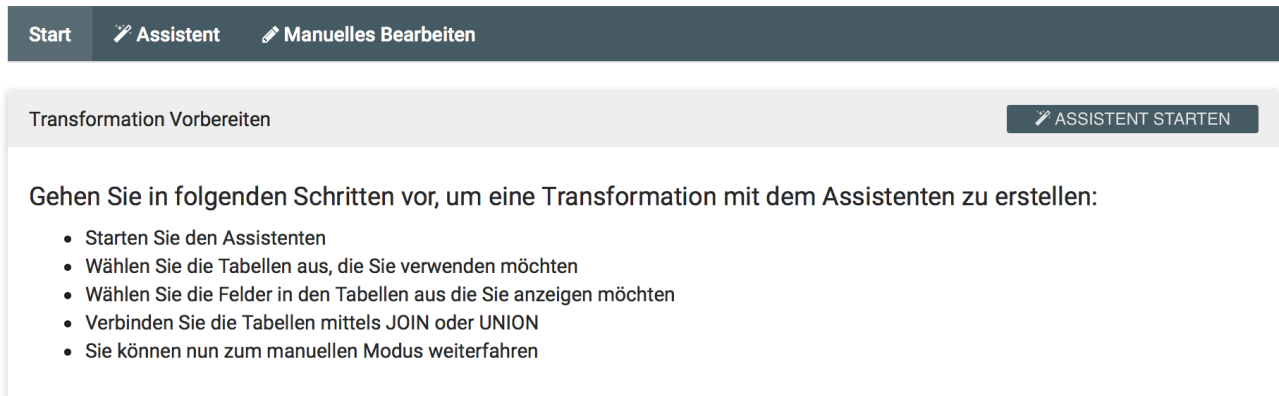 Start Assistent Manuelles Bearbeiten
Transformation Vorbereiten ASSISTENT STARTEN
Gehen Sie in folgenden Schritten vor, um eine Transformation mit dem Assistenten zu erstellen:
• Starten Sie den Assistenten
• Wählen Sie die Tabellen aus, die Sie verwenden möchten
• Wählen Sie die Felder in den Tabellen aus die Sie anzeigen möchten
• Verbinden Sie die Tabellen mittels JOIN oder UNION
• Sie können nun zum manuellen Modus weiterfahren